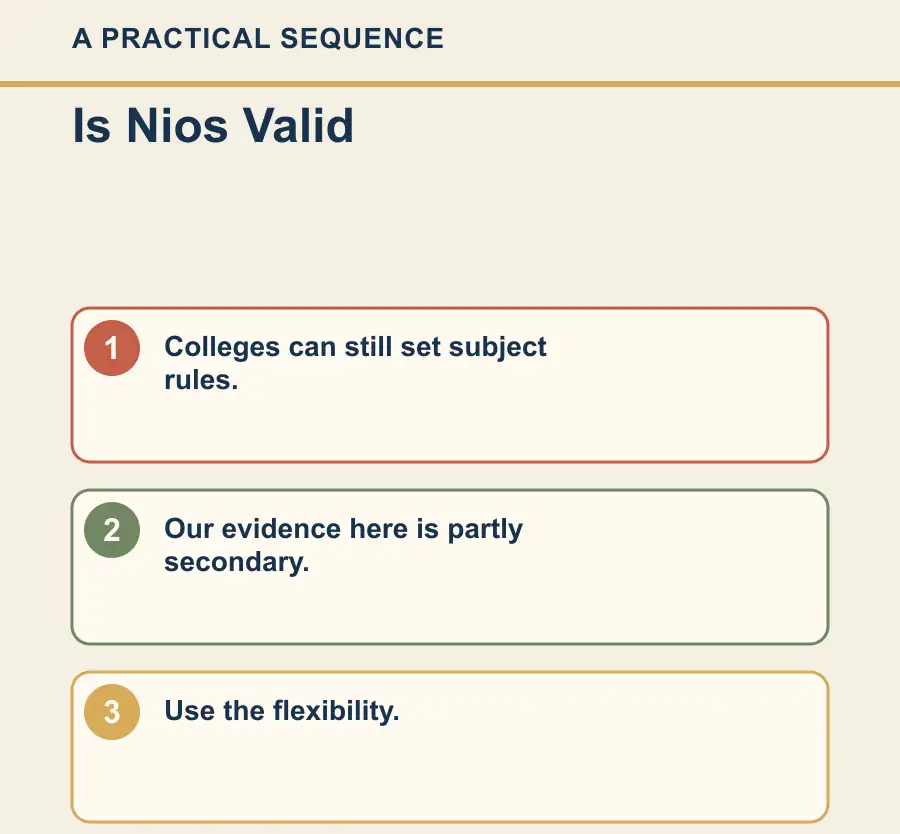 A PRACTICAL SEQUENCE
Is Nios Valid
1
Colleges can still set subject
rules.
2
Our evidence here is partly
secondary.
3
Use the flexibility.